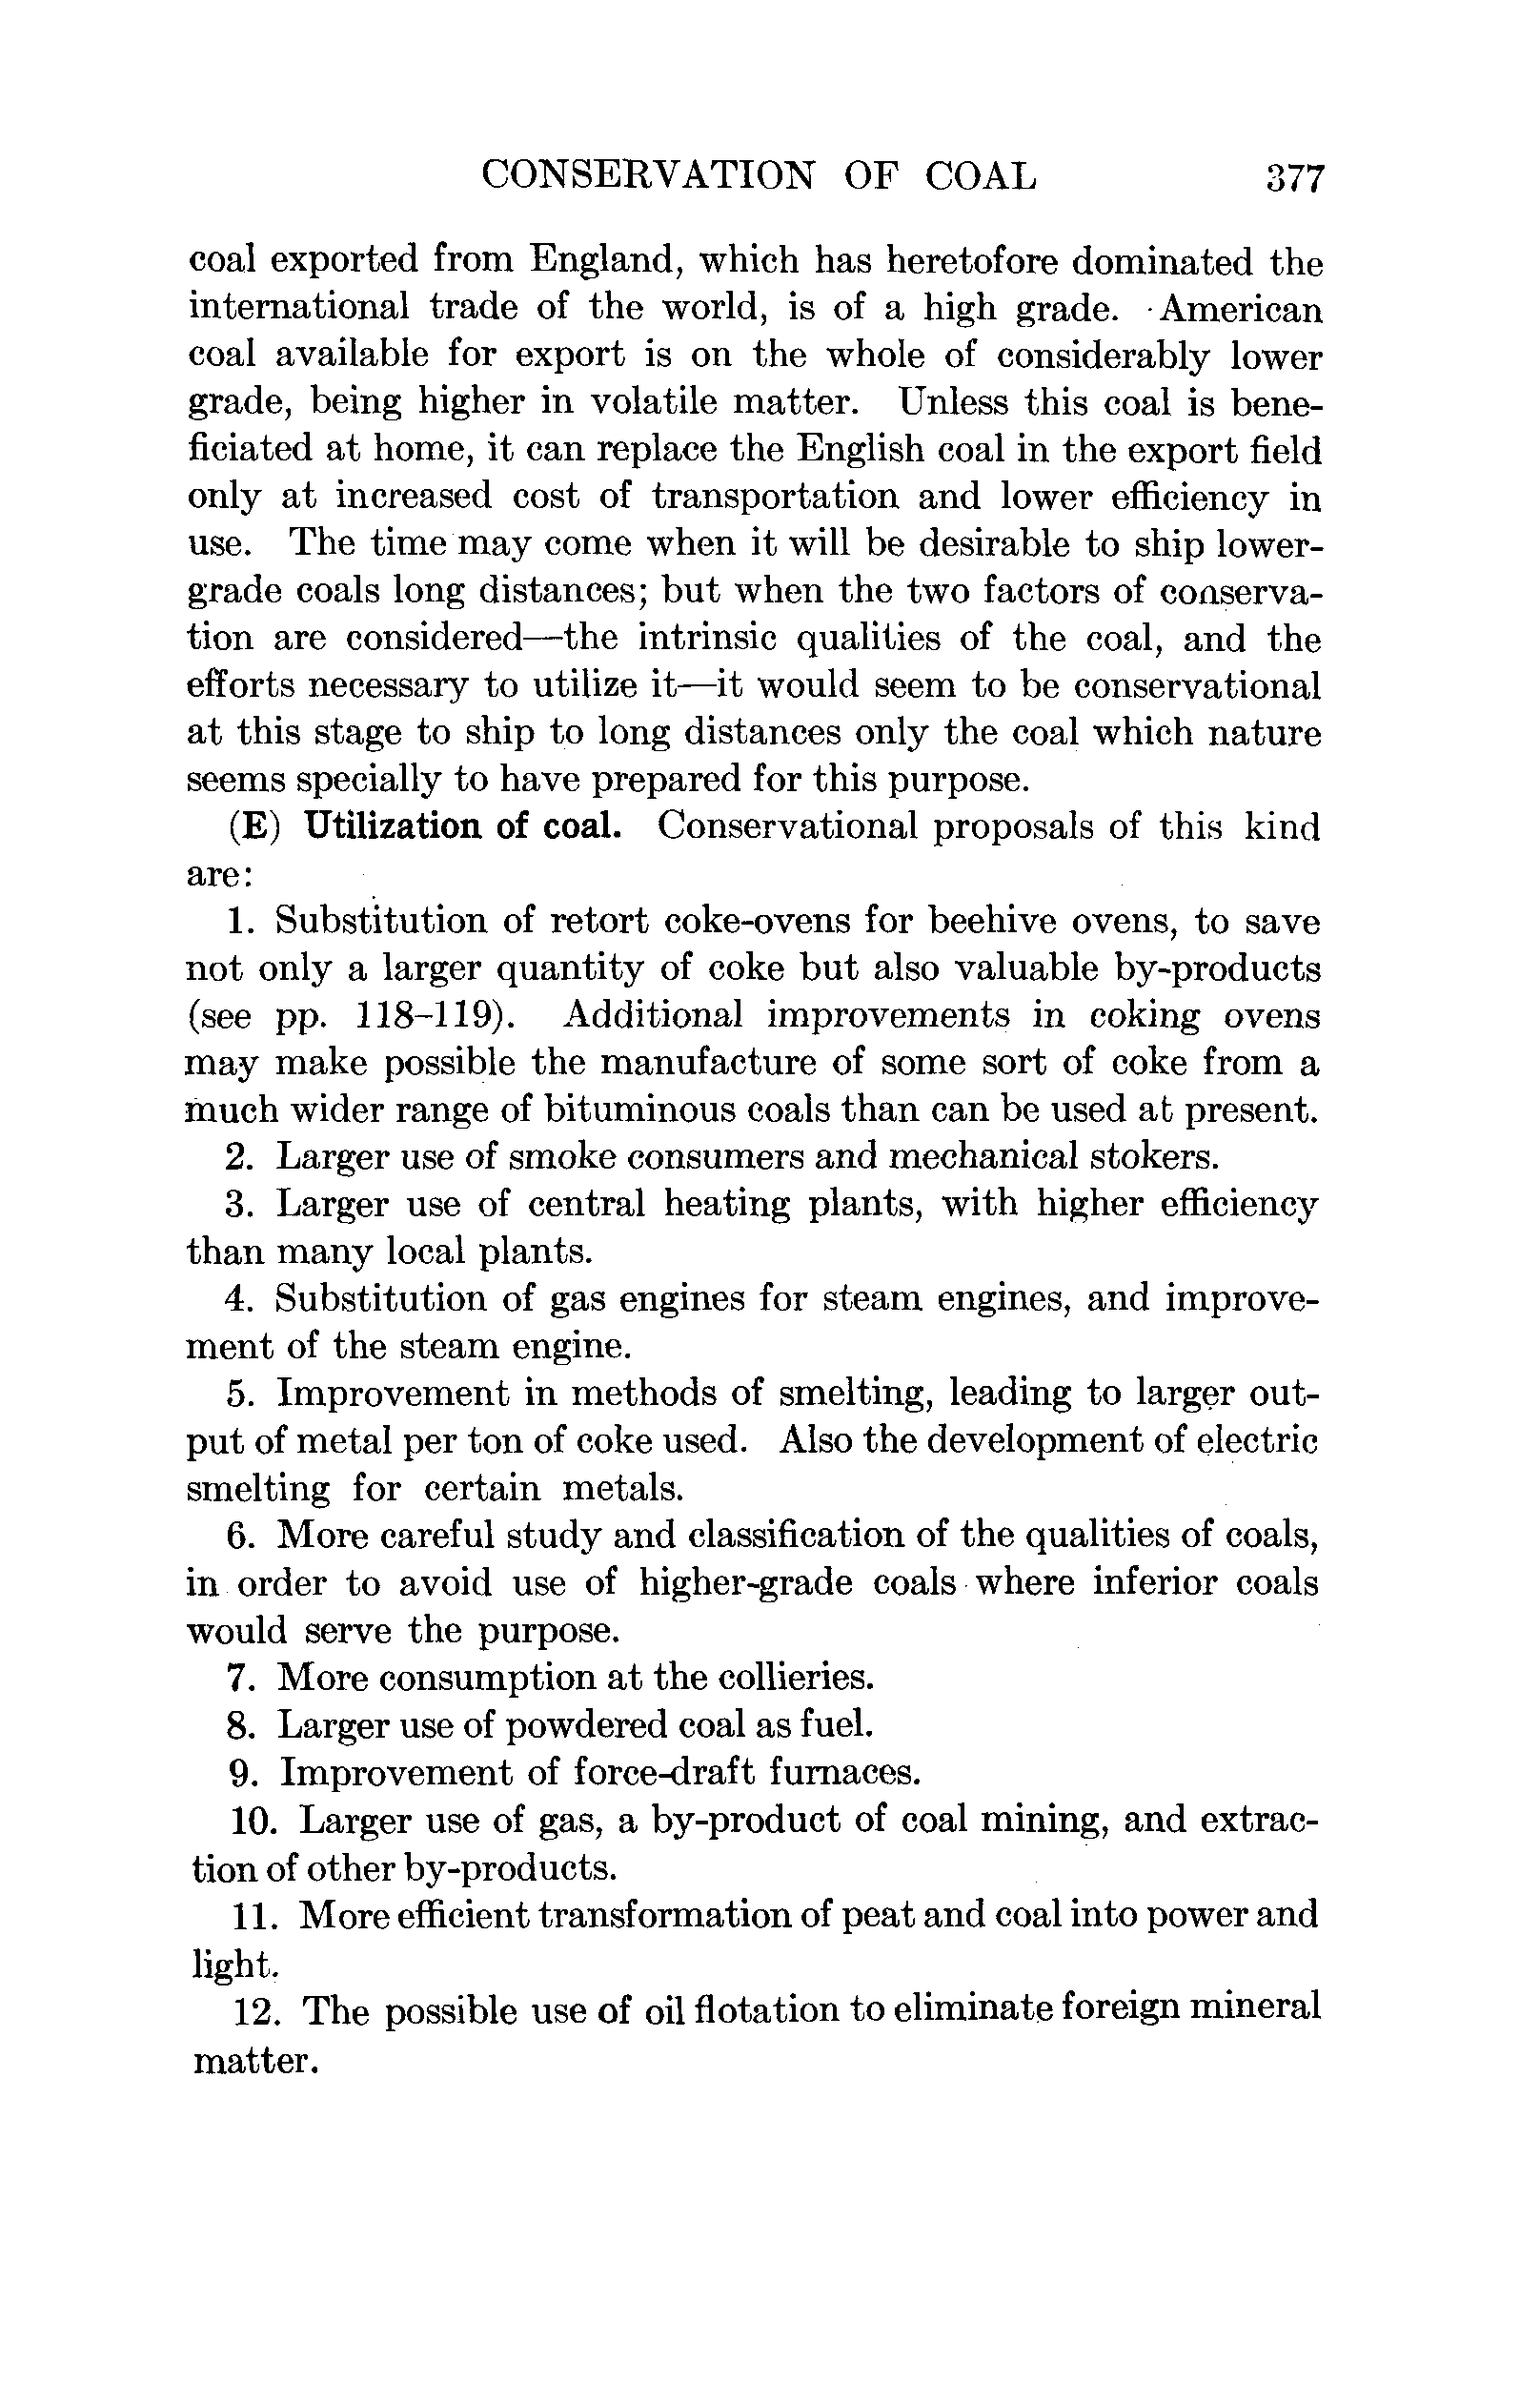 CONSERVATION OF COAL 377
coal exported from England, which has heretofore dominated the
international trade of the world, is of a high grade. American
coal available for export is on the whole of considerably lower
grade, being higher in volatile matter. Unless this coal is bene-
ficiated at home, it can replace the English coal in the export field
only at increased cost of transportation and lower efficiency in
use. The time may come when it will be desirable to ship lower-
grade coals long distances; but when the two factors of conserva-
tion are considered—the intrinsic qualities of the coal, and the
efforts necessary to utilize it—it would seem to be conservational
at this stage to ship to long distances only the coal which nature
seems specially to have prepared for this purpose.
(E) Utilization of coal. Conservational proposals of this kind
are:
1. Substitution of retort coke-ovens for beehive ovens, to save
not only a larger quantity of coke but also valuable by-products
(see pp. 118–119). Additional improvements in coking ovens
may make possible the manufacture of some sort of coke from a
much wider range of bituminous coals than can be used at present.
2. Larger use of smoke consumers and mechanical stokers.
3. Larger use of central heating plants, with higher efficiency
than many local plants.
4. Substitution of gas engines for steam engines, and improve-
ment of the steam engine.
5. Improvement in methods of smelting, leading to larger out-
put of metal per ton of coke used. Also the development of electric
smelting for certain metals.
6. More careful study and classification of the qualities of coals,
in order to avoid use of higher-grade coals where inferior coals
would serve the purpose.
7. More consumption at the collieries.
8. Larger use of powdered coal as fuel.
9. Improvement of force-draft furnaces.
10. Larger use of gas, a by-product of coal mining, and extrac-
tion of other by-products.
11. More efficient transformation of peat and coal into power and
light.
12. The possible use of oil flotation to eliminate foreign mineral
matter.